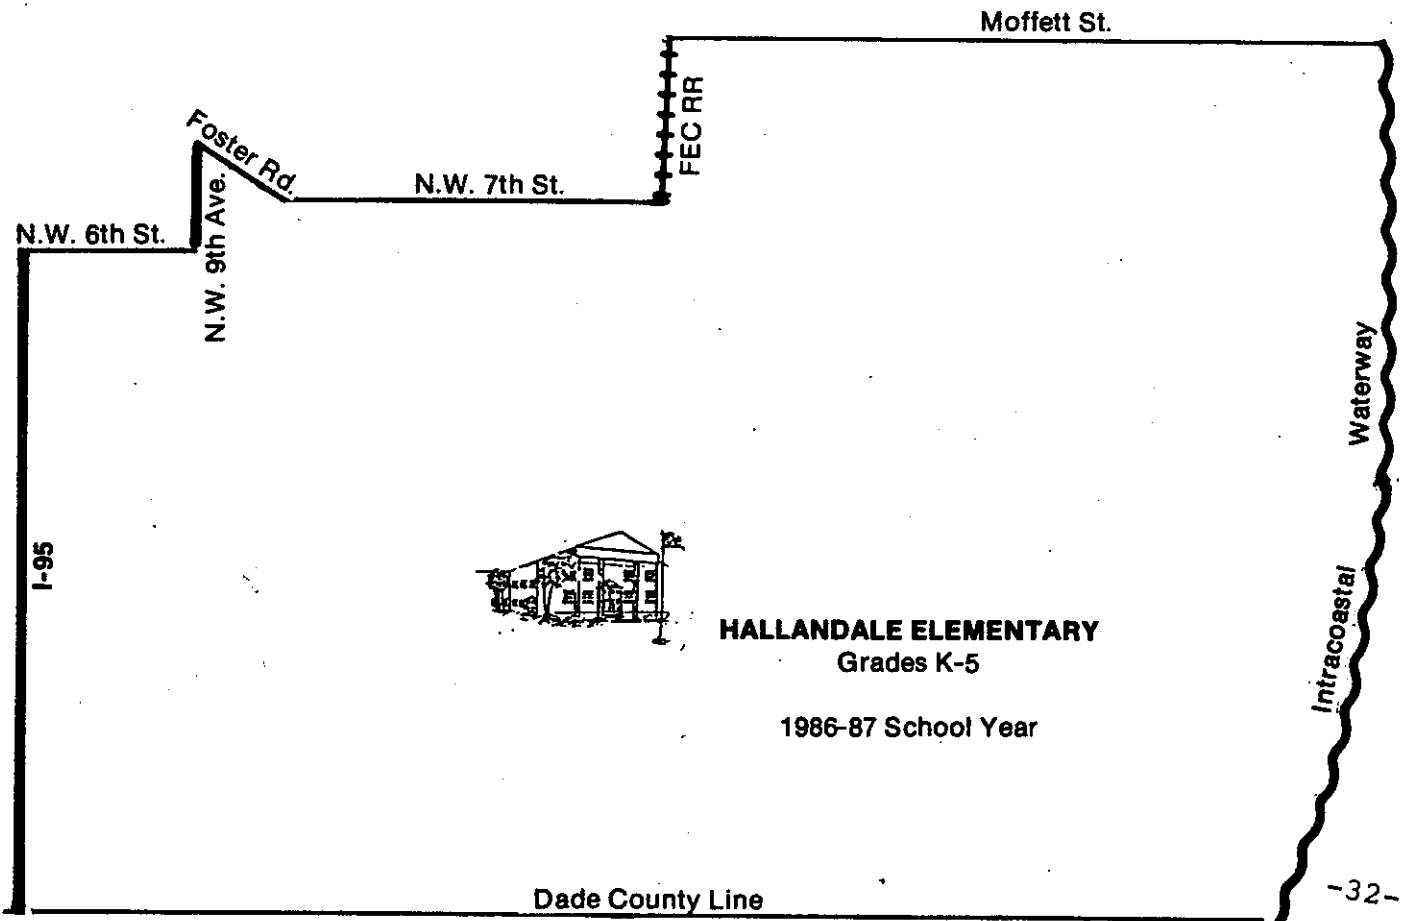 Moffett St.
FEC RR
Foster Rd.
N.W. 7th St.
N.W. 6th St.
N.W. 9th Ave.
Waterway
I-95
Intracoastal
HALLANDALE ELEMENTARY
Grades K-5
1986-87 School Year
Dade County Line
-32-